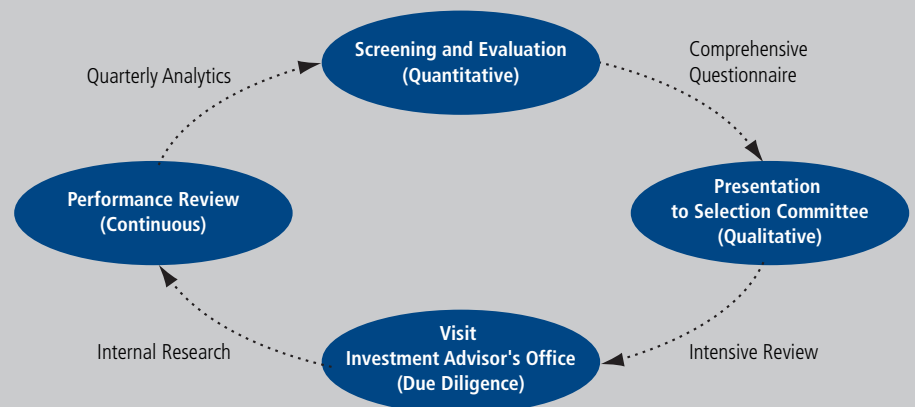 Screening and Evaluation
(Quantitative)
Comprehensive
Questionnaire
Presentation
to Selection Committee
(Qualitative)
Intensive Review
Visit
Investment Advisor's Office
(Due Diligence)
Internal Research
Performance Review
(Continuous)
Quarterly Analytics